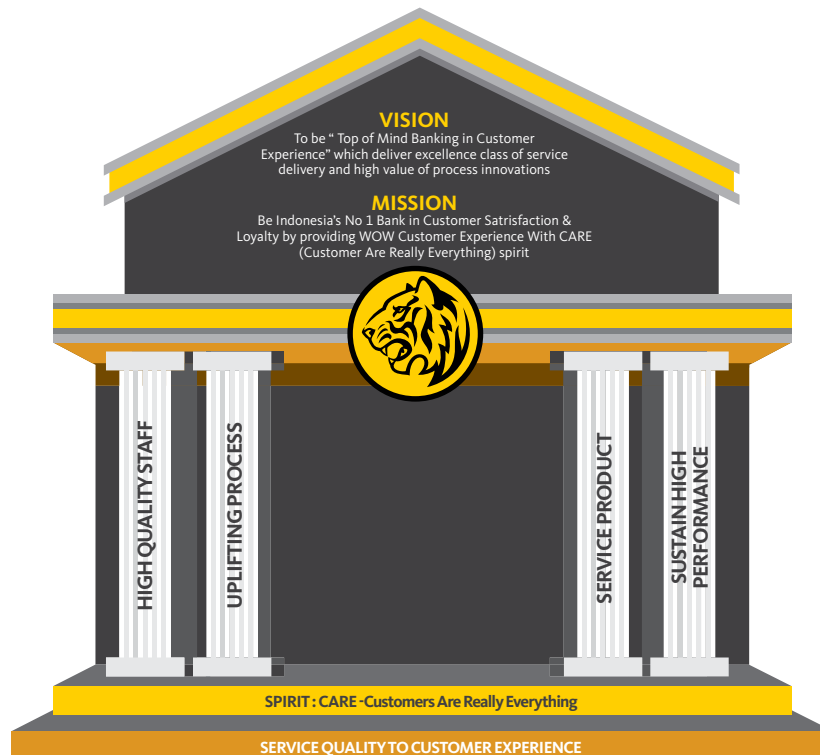 VISION
To be “ Top of Mind Banking in Customer
Experience” which deliver excellence class of service
delivery and high value of process innovations
MISSION
Be Indonesia's No 1 Bank in Customer Satrisfaction &
Loyalty by providing WOW Customer Experience With CARE
(Customer Are Really Everything) spirit
HIGH QUALITY STAFF
UPLIFTING PROCESS
SERVICE PRODUCT
SUSTAIN HIGH
PERFORMANCE
SPIRIT : CARE -Customers Are Really Everything
SERVICE QUALITY TO CUSTOMER EXPERIENCE